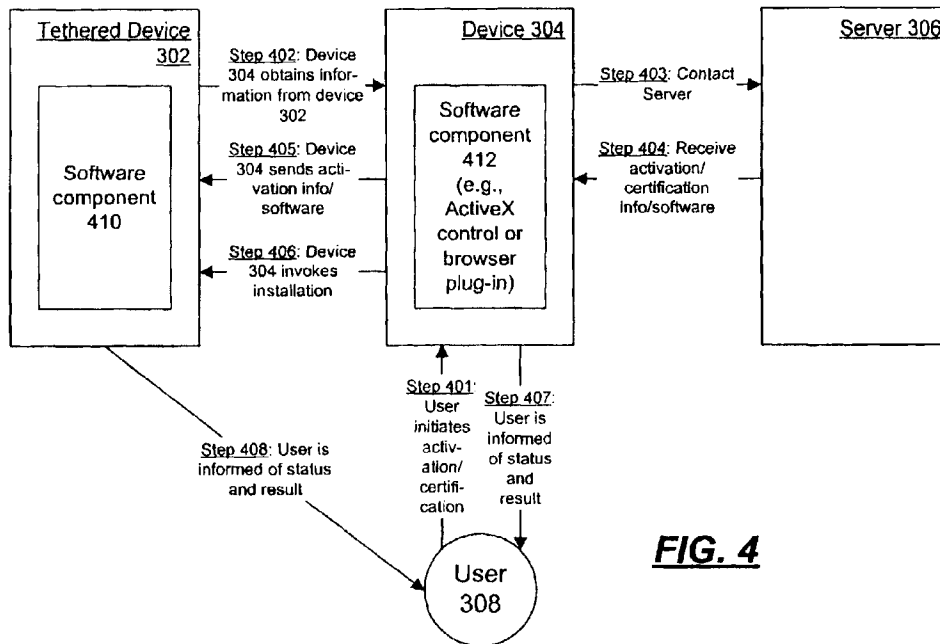 Tethered Device
302
Step 402: Device
304 obtains infor-
mation from device
302
Device 304
Step 403: Contact
Server
Server 306
Software
component
410
Step 405: Device
304 sends acti-
vation info/
software
Software
component
412
(e.g.,
ActiveX
control or
browser
plug-in)
Step 404: Receive
activation/
certification
info/software
Step 406: Device
304 invokes
installation
Step 408: User is
informed of status
and result
Step 401:
User
initiates
activ-
ation/
certifi-
cation
Step 407:
User is
informed
of status
and
result
User
308
FIG. 4